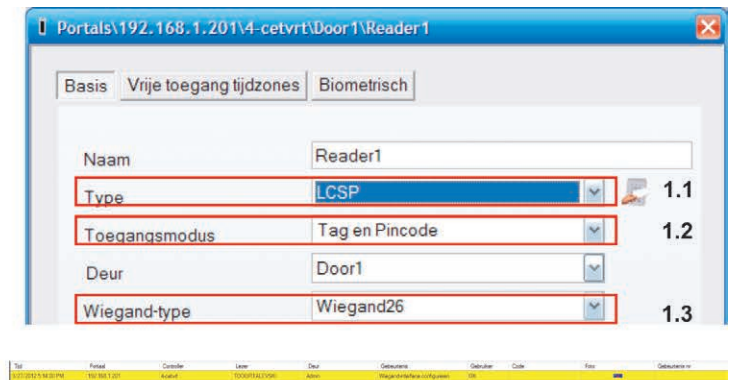 Portals\192.168.1.201\4-cetvrt\Door1\Reader1
Basis Vrije toegang tijdzones Biometrisch
Naam Reader1
Type LCSP 1.1
Toegangsmodus Tag en Pincode 1.2
Deur Door1
Wiegand-type Wiegand26 1.3
Tijd Portaal Controller Lezer Deur Gebeurtenis Gebruiker Code Foto Gebeurtenis nr
192.168.1.201 Admin